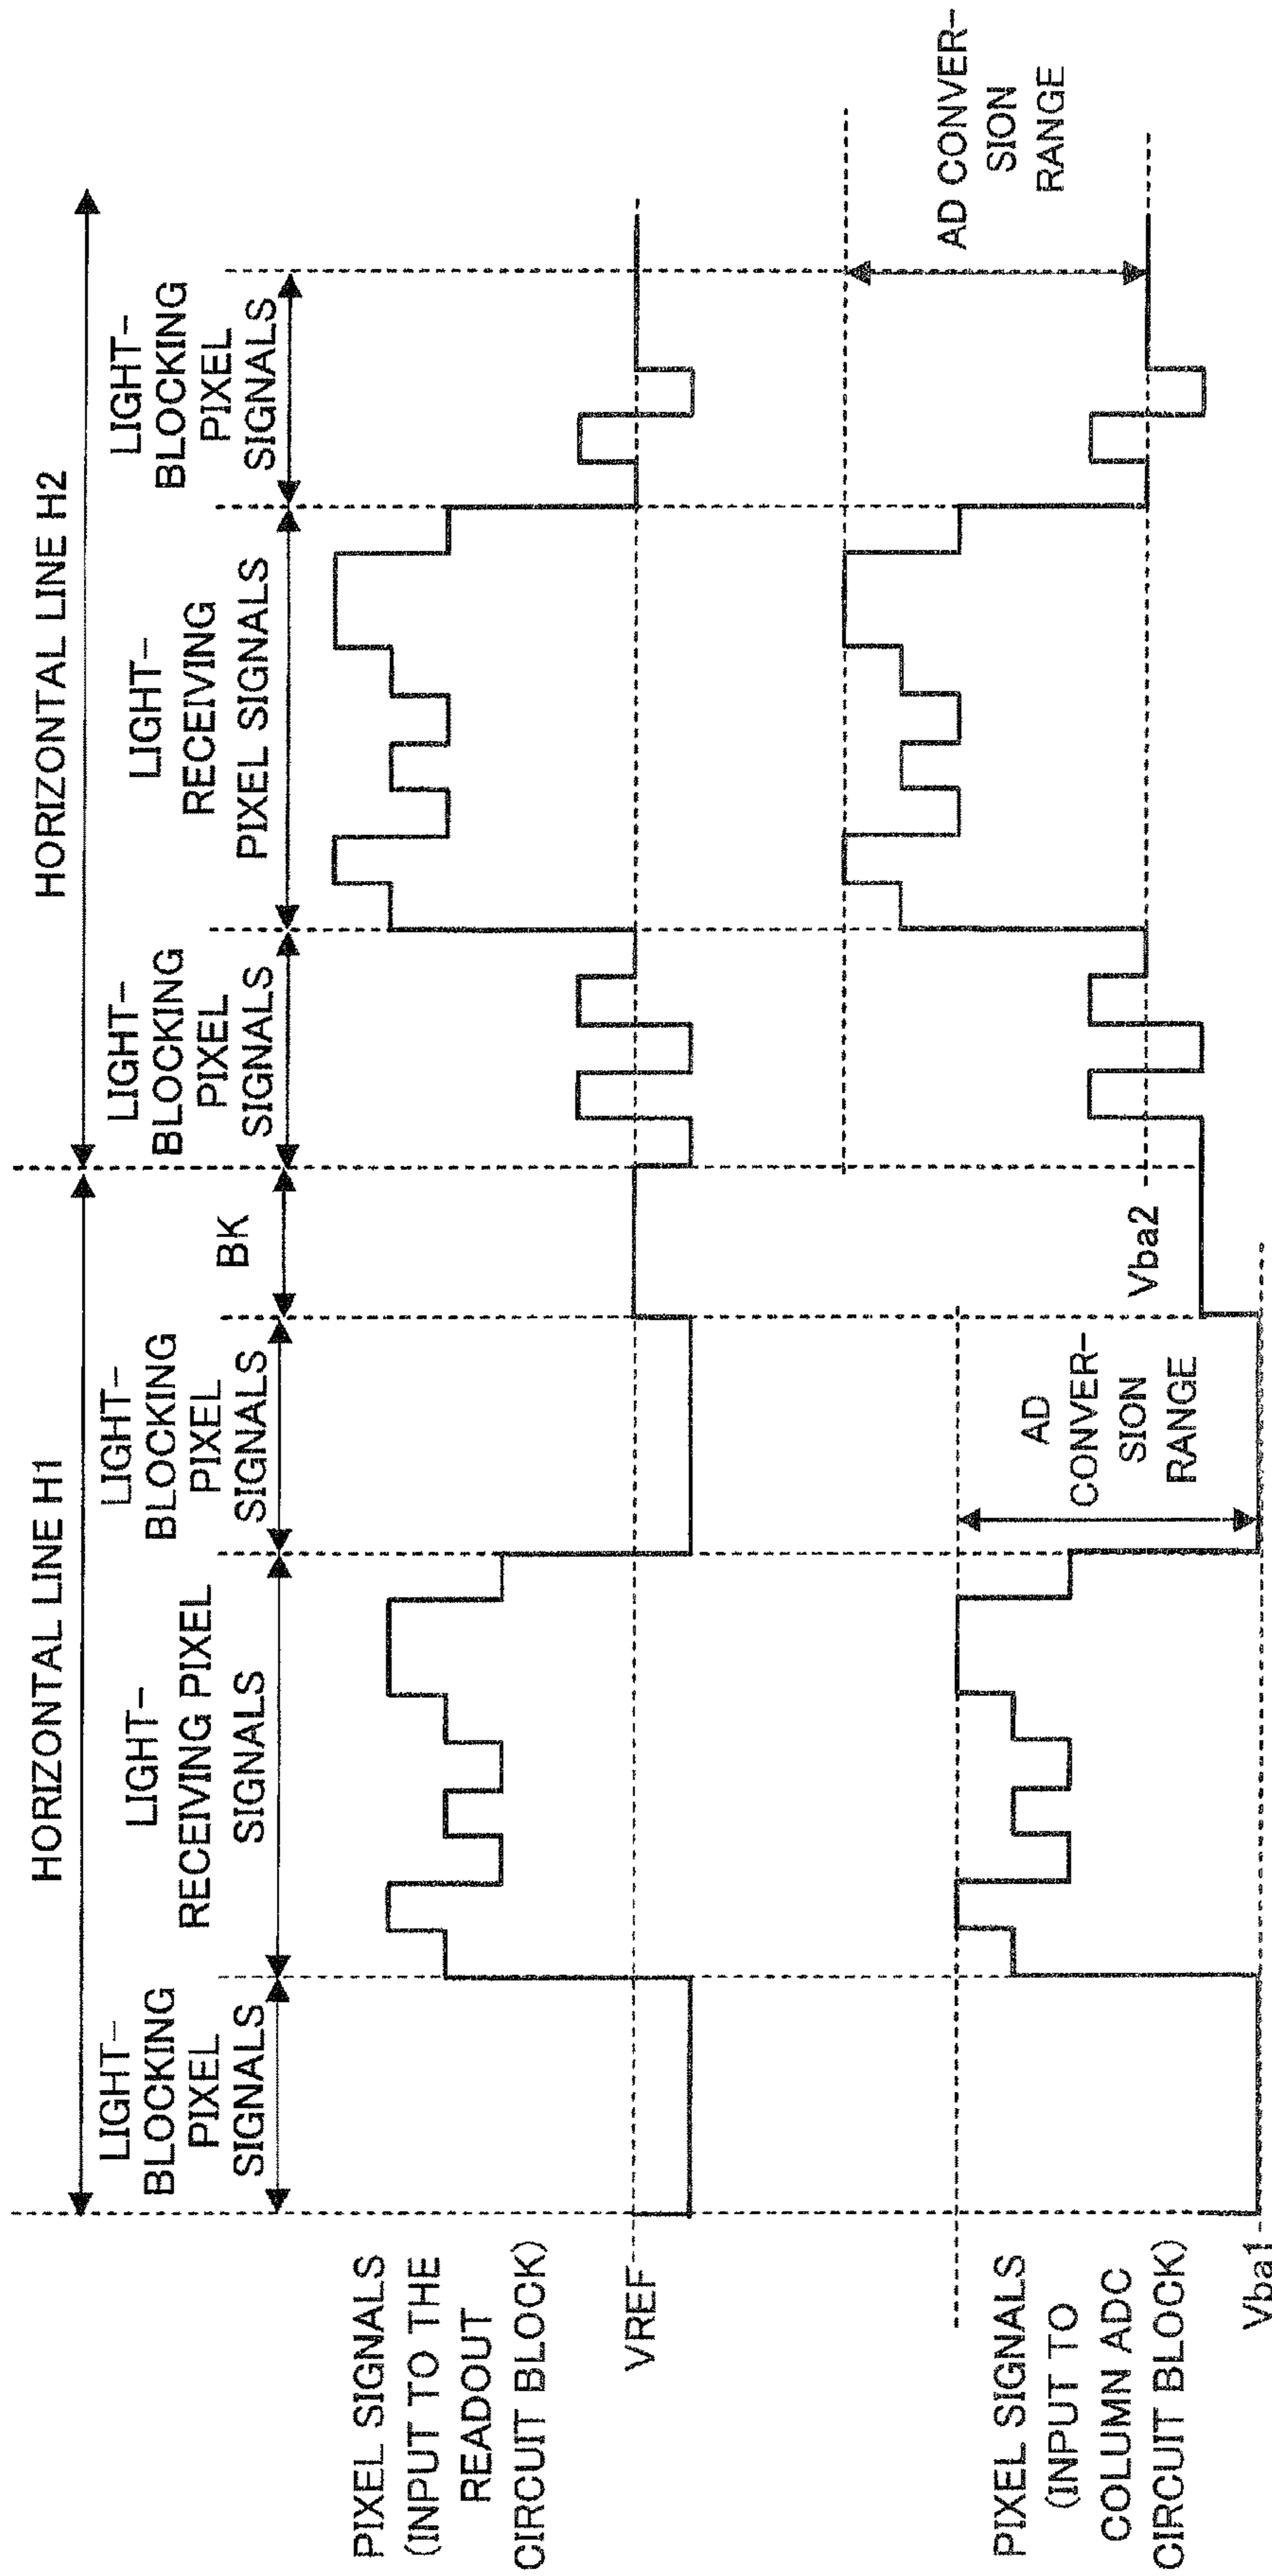 HORIZONTAL LINE H1
HORIZONTAL LINE H2
LIGHT-
BLOCKING
PIXEL
SIGNALS
LIGHT-
RECEIVING PIXEL
SIGNALS
LIGHT-
BLOCKING
PIXEL
SIGNALS
BK
LIGHT-
BLOCKING
PIXEL
SIGNALS
LIGHT-
RECEIVING
PIXEL SIGNALS
LIGHT-
BLOCKING
PIXEL
SIGNALS
PIXEL SIGNALS
(INPUT TO THE
READOUT
CIRCUIT BLOCK)
VREF
PIXEL SIGNALS
(INPUT TO
COLUMN ADC
CIRCUIT BLOCK)
Vba1
AD
CONVER-
SION
RANGE
Vba2
AD CONVER-
SION
RANGE